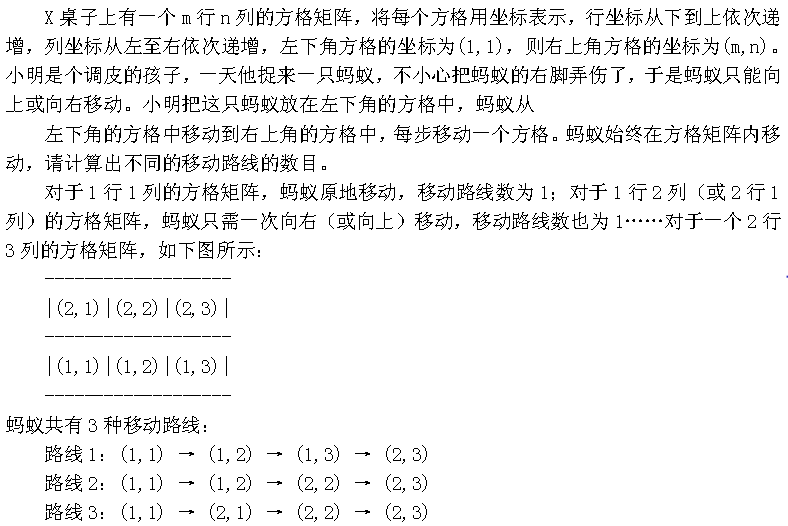 X 桌子上有一个 m 行 n 列的方格矩阵，将每个方格用坐标表示，行坐标从下到上依次递
增，列坐标从左至右依次递增，左下角方格的坐标为(1,1)，则右上角方格的坐标为(m,n)。
小明是个调皮的孩子，一天他捉来一只蚂蚁，不小心把蚂蚁的右脚弄伤了，于是蚂蚁只能向
上或向右移动。小明把这只蚂蚁放在左下角的方格中，蚂蚁从
左下角的方格中移动到右上角的方格中，每步移动一个方格。蚂蚁始终在方格矩阵内移
动，请计算出不同的移动路线的数目。
对于 1 行 1 列的方格矩阵，蚂蚁原地移动，移动路线数为 1；对于 1 行 2 列（或 2 行 1
列）的方格矩阵，蚂蚁只需一次向右（或向上）移动，移动路线数也为 1……对于一个 2 行
3 列的方格矩阵，如下图所示：
-------------------
|(2,1)|(2,2)|(2,3)|
-------------------
|(1,1)|(1,2)|(1,3)|
-------------------
蚂蚁共有 3 种移动路线：
路线 1：(1,1) → (1,2) → (1,3) → (2,3)
路线 2：(1,1) → (1,2) → (2,2) → (2,3)
路线 3：(1,1) → (2,1) → (2,2) → (2,3)